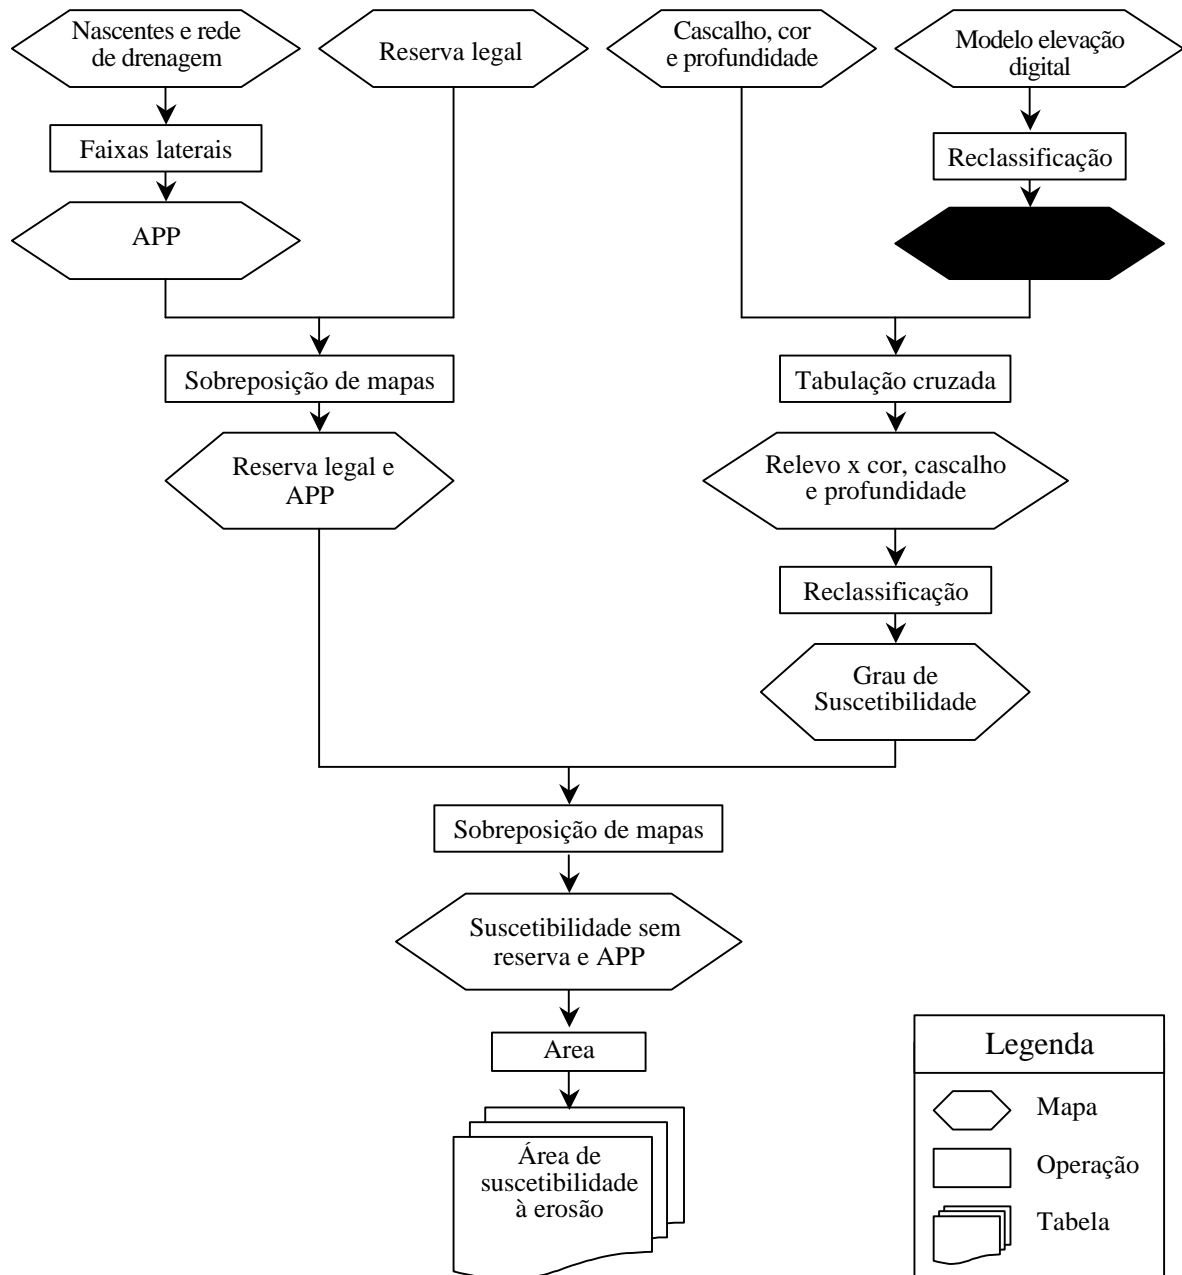 Nascentes e rede
de drenagem
Reserva legal
Cascalho, cor
e profundidade
Modelo elevação
digital
Faixas laterais
Reclassificação
APP
Sobreposição de mapas
Tabulação cruzada
Reserva legal e
APP
Relevo x cor, cascalho
e profundidade
Reclassificação
Grau de
Suscetibilidade
Sobreposição de mapas
Suscetibilidade sem
reserva e APP
Area
Área de
suscetibilidade
à erosão
Legenda
Mapa
Operação
Tabela